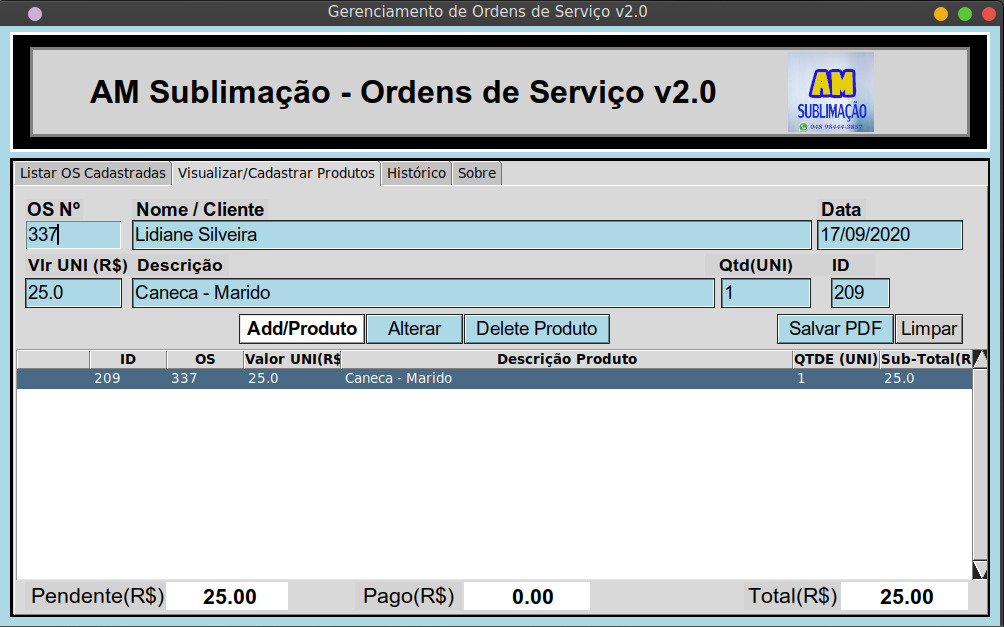 Gerenciamento de Ordens de Serviço v2.0
AM Sublimação - Ordens de Serviço v2.0
AM
SUBLIMAÇÃO
048 98444-3857
Listar OS Cadastradas Visualizar/Cadastrar Produtos Histórico Sobre
OS Nº Nome / Cliente Data
337 Lidiane Silveira 17/09/2020
Vlr UNI (R$) Descrição Qtd(UNI) ID
25.0 Caneca - Marido 1 209
Add/Produto Alterar Delete Produto Salvar PDF Limpar
ID OS Valor UNI(R$ Descrição Produto QTDE (UNI) Sub-Total(R
209 337 25.0 Caneca - Marido 1 25.0
Pendente(R$) 25.00 Pago(R$) 0.00 Total(R$) 25.00